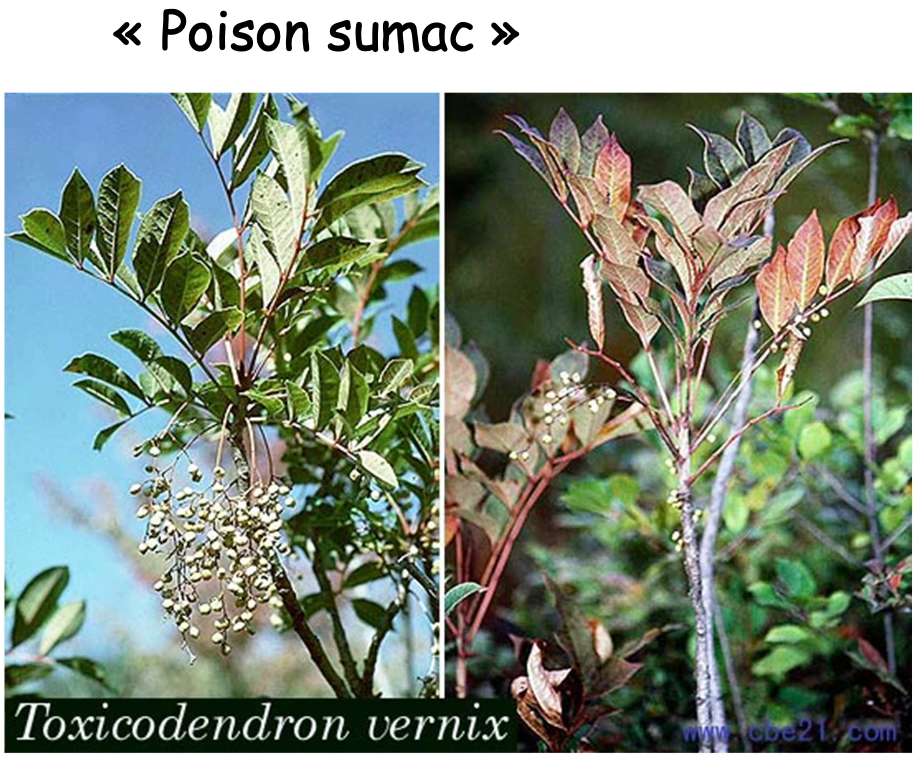 « Poison sumac »
Toxicodendron vernix
www.cbe21.com